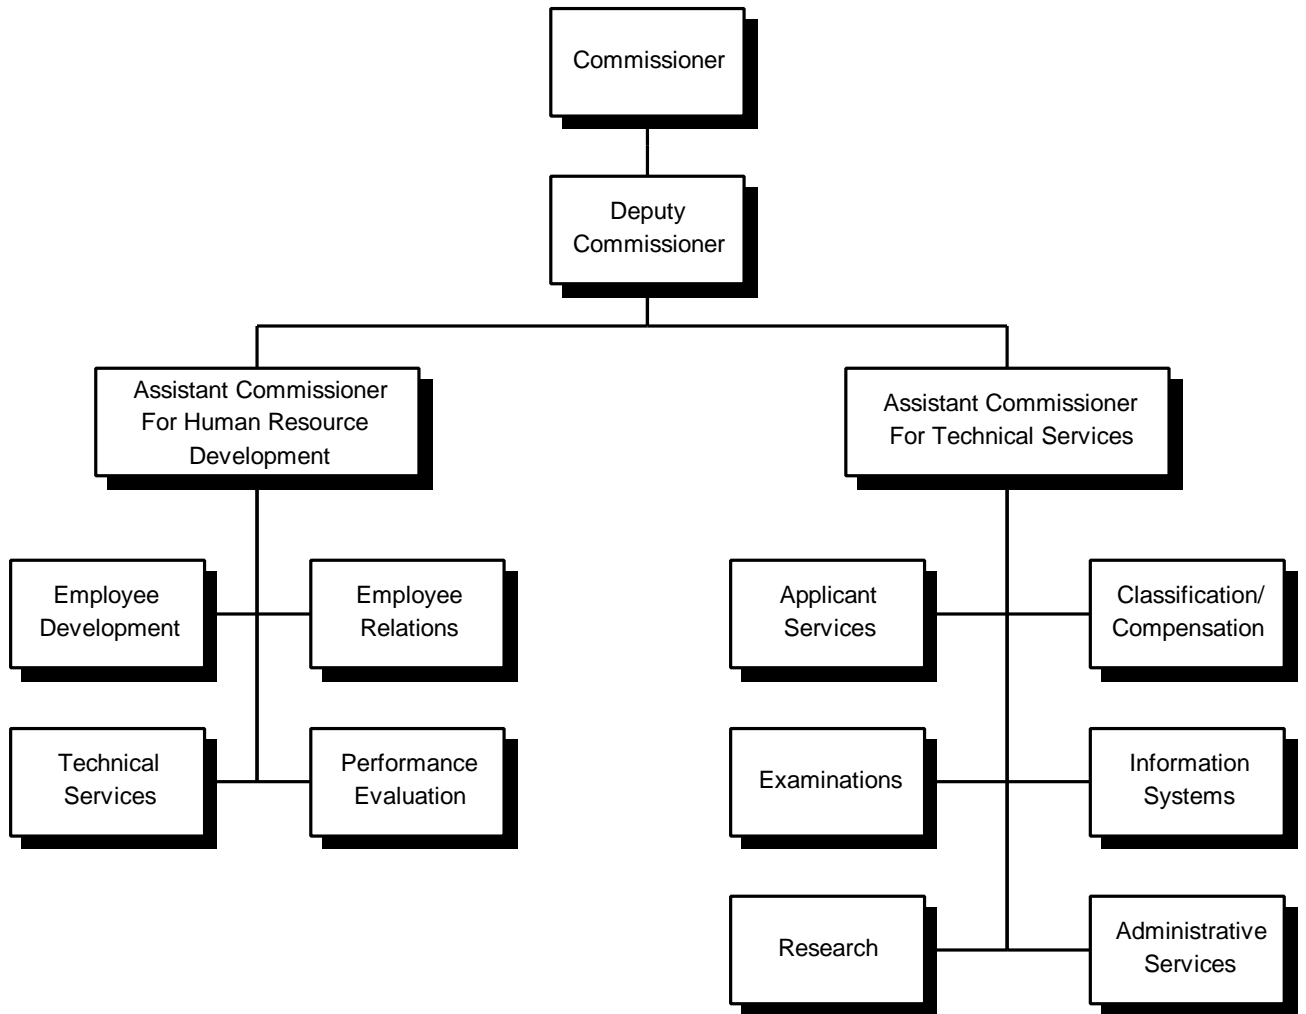 Commissioner
Deputy
Commissioner
Assistant Commissioner
For Human Resource
Development
Assistant Commissioner
For Technical Services
Employee
Development
Employee
Relations
Applicant
Services
Classification/
Compensation
Technical
Services
Performance
Evaluation
Examinations
Information
Systems
Research
Administrative
Services